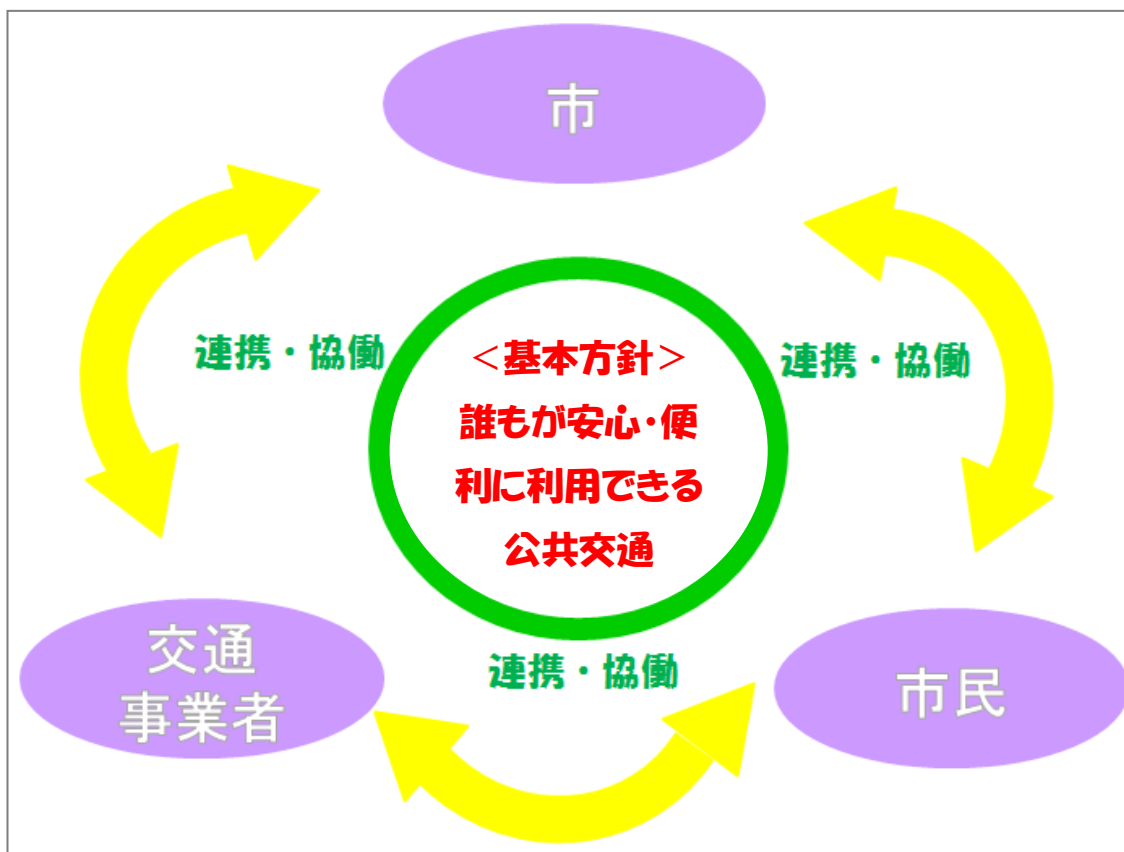 市
連携・協働
＜基本方針＞
誰もが安心・便
利に利用できる
公共交通
連携・協働
連携・協働
交通
事業者
市民